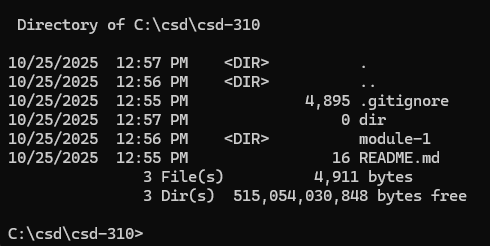 Directory of C:\csd\csd-310
10/25/2025  12:57 PM    <DIR>          .
10/25/2025  12:56 PM    <DIR>          ..
10/25/2025  12:55 PM             4,895 .gitignore
10/25/2025  12:57 PM                 0 dir
10/25/2025  12:56 PM    <DIR>          module-1
10/25/2025  12:55 PM                16 README.md
               3 File(s)          4,911 bytes
               3 Dir(s)  515,054,030,848 bytes free
C:\csd\csd-310>